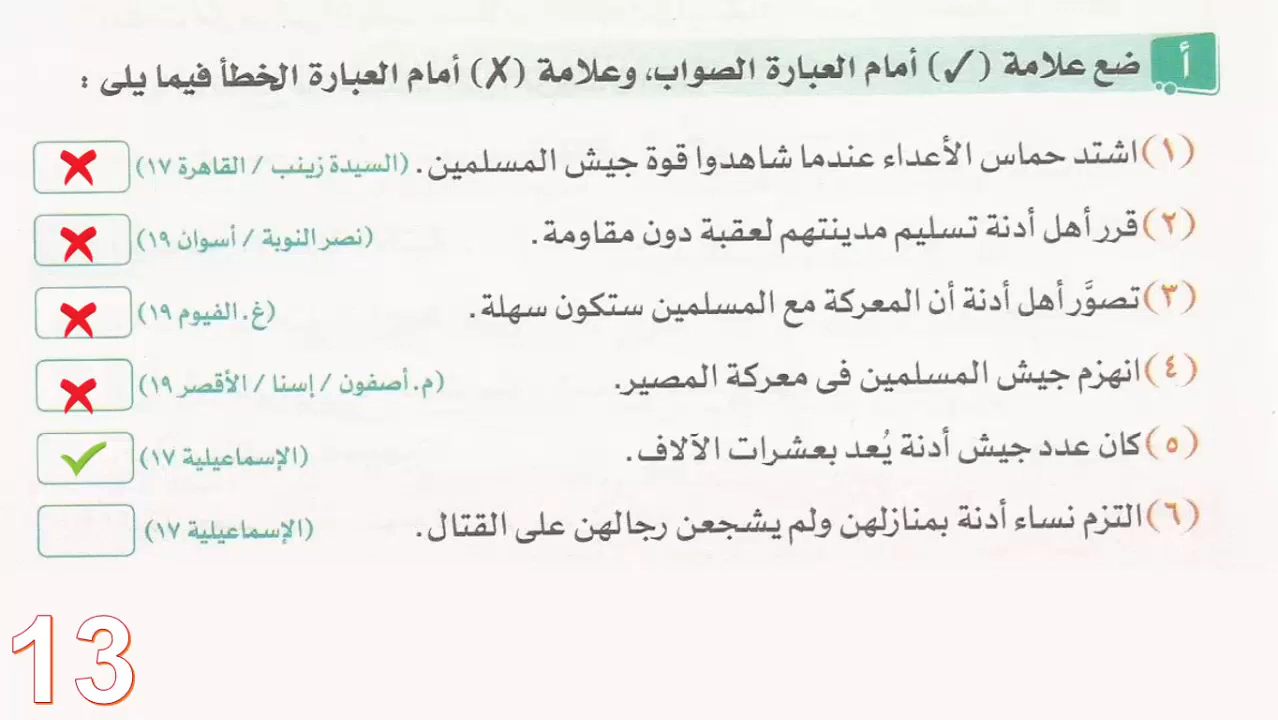 أ ضع علامة (✓) أمام العبارة الصواب، وعلامة (✗) أمام العبارة الخطأ فيما يلى :
(١) اشتد حماس الأعداء عندما شاهدوا قوة جيش المسلمين. (السيدة زينب / القاهرة ١٧)
(٢) قرر أهل أدنة تسليم مدينتهم لعقبة دون مقاومة. (نصر النوبة / أسوان ١٩)
(٣) تصوَّر أهل أدنة أن المعركة مع المسلمين ستكون سهلة. (غ. الفيوم ١٩)
(٤) انهزم جيش المسلمين فى معركة المصير. (م. أصفون / إسنا / الأقصر ١٩)
(٥) كان عدد جيش أدنة يُعد بعشرات الآلاف. (الإسماعيلية ١٧)
(٦) التزم نساء أدنة بمنازلهن ولم يشجعن رجالهن على القتال. (الإسماعيلية ١٧)
13